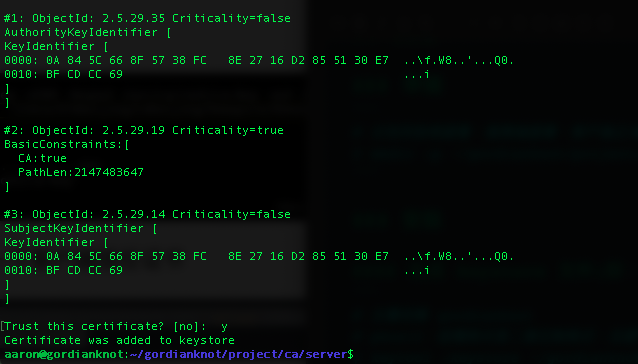 #1: ObjectId: 2.5.29.35 Criticality=false
AuthorityKeyIdentifier [
KeyIdentifier [
0000: 0A 84 5C 66 8F 57 38 FC   8E 27 16 D2 85 51 30 E7  ..\f.W8..'...Q0.
0010: BF CD CC 69                                        ...i
]
]
#2: ObjectId: 2.5.29.19 Criticality=true
BasicConstraints:[
  CA:true
  PathLen:2147483647
]
#3: ObjectId: 2.5.29.14 Criticality=false
SubjectKeyIdentifier [
KeyIdentifier [
0000: 0A 84 5C 66 8F 57 38 FC   8E 27 16 D2 85 51 30 E7  ..\f.W8..'...Q0.
0010: BF CD CC 69                                        ...i
]
]
Trust this certificate? [no]:  y
Certificate was added to keystore
aaron@gordianknot:~/gordianknot/project/ca/server$